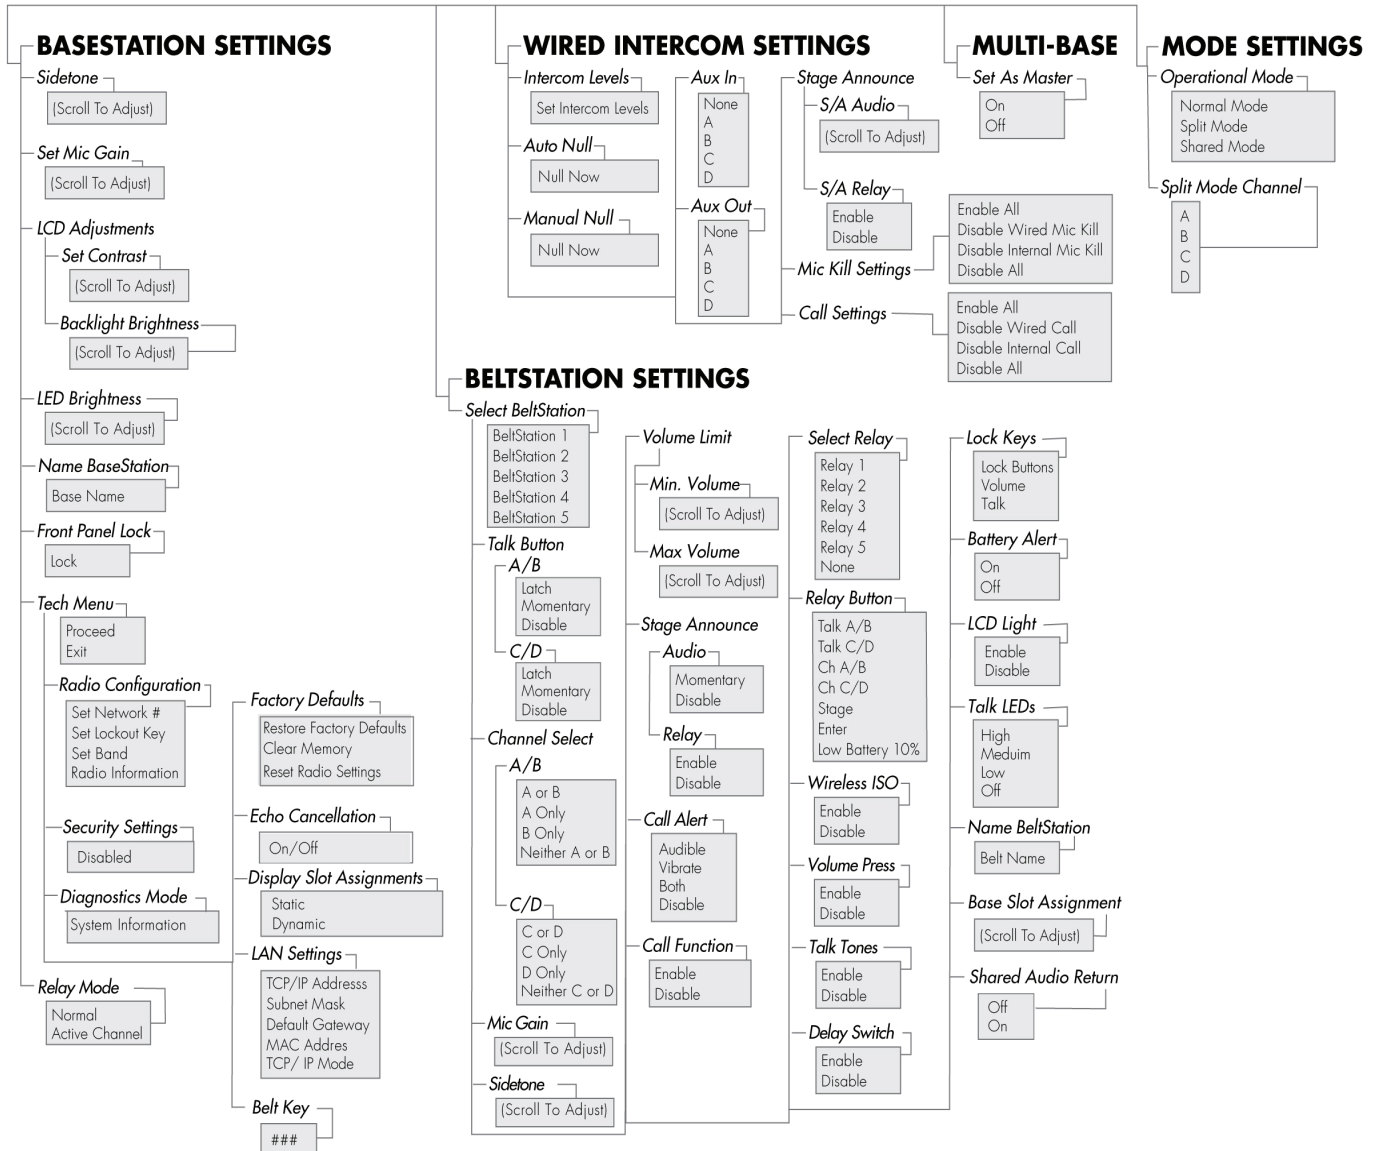 BASESTATION SETTINGS
Sidetone
(Scroll To Adjust)
Set Mic Gain
(Scroll To Adjust)
LCD Adjustments
Set Contrast
(Scroll To Adjust)
Backlight Brightness
(Scroll To Adjust)
LED Brightness
(Scroll To Adjust)
Name BaseStation
Base Name
Front Panel Lock
Lock
Tech Menu
Proceed
Exit
Radio Configuration
Set Network #
Set Lockout Key
Set Band
Radio Information
Security Settings
Disabled
Diagnostics Mode
System Information
Factory Defaults
Restore Factory Defaults
Clear Memory
Reset Radio Settings
Echo Cancellation
On/Off
Display Slot Assignments
Static
Dynamic
LAN Settings
TCP/IP Addresss
Subnet Mask
Default Gateway
MAC Addres
TCP/ IP Mode
Belt Key
###
Relay Mode
Normal
Active Channel
WIRED INTERCOM SETTINGS
Intercom Levels
Set Intercom Levels
Auto Null
Null Now
Manual Null
Null Now
Aux In
None
A
B
C
D
Aux Out
None
A
B
C
D
Stage Announce
S/A Audio
(Scroll To Adjust)
S/A Relay
Enable
Disable
Mic Kill Settings
Enable All
Disable Wired Mic Kill
Disable Internal Mic Kill
Disable All
Call Settings
Enable All
Disable Wired Call
Disable Internal Call
Disable All
MULTI-BASE
Set As Master
On
Off
MODE SETTINGS
Operational Mode
Normal Mode
Split Mode
Shared Mode
Split Mode Channel
A
B
C
D
BELTSTATION SETTINGS
Select BeltStation
BeltStation 1
BeltStation 2
BeltStation 3
BeltStation 4
BeltStation 5
Talk Button
A/B
Latch
Momentary
Disable
C/D
Latch
Momentary
Disable
Channel Select
A/B
A or B
A Only
B Only
Neither A or B
C/D
C or D
C Only
D Only
Neither C or D
Mic Gain
(Scroll To Adjust)
Sidetone
(Scroll To Adjust)
Volume Limit
Min. Volume
(Scroll To Adjust)
Max Volume
(Scroll To Adjust)
Stage Announce
Audio
Momentary
Disable
Relay
Enable
Disable
Call Alert
Audible
Vibrate
Both
Disable
Call Function
Enable
Disable
Select Relay
Relay 1
Relay 2
Relay 3
Relay 4
Relay 5
None
Relay Button
Talk A/B
Talk C/D
Ch A/B
Ch C/D
Stage
Enter
Low Battery 10%
Wireless ISO
Enable
Disable
Volume Press
Enable
Disable
Talk Tones
Enable
Disable
Delay Switch
Enable
Disable
Lock Keys
Lock Buttons
Volume
Talk
Battery Alert
On
Off
LCD Light
Enable
Disable
Talk LEDs
High
Meduim
Low
Off
Name BeltStation
Belt Name
Base Slot Assignment
(Scroll To Adjust)
Shared Audio Return
Off
On